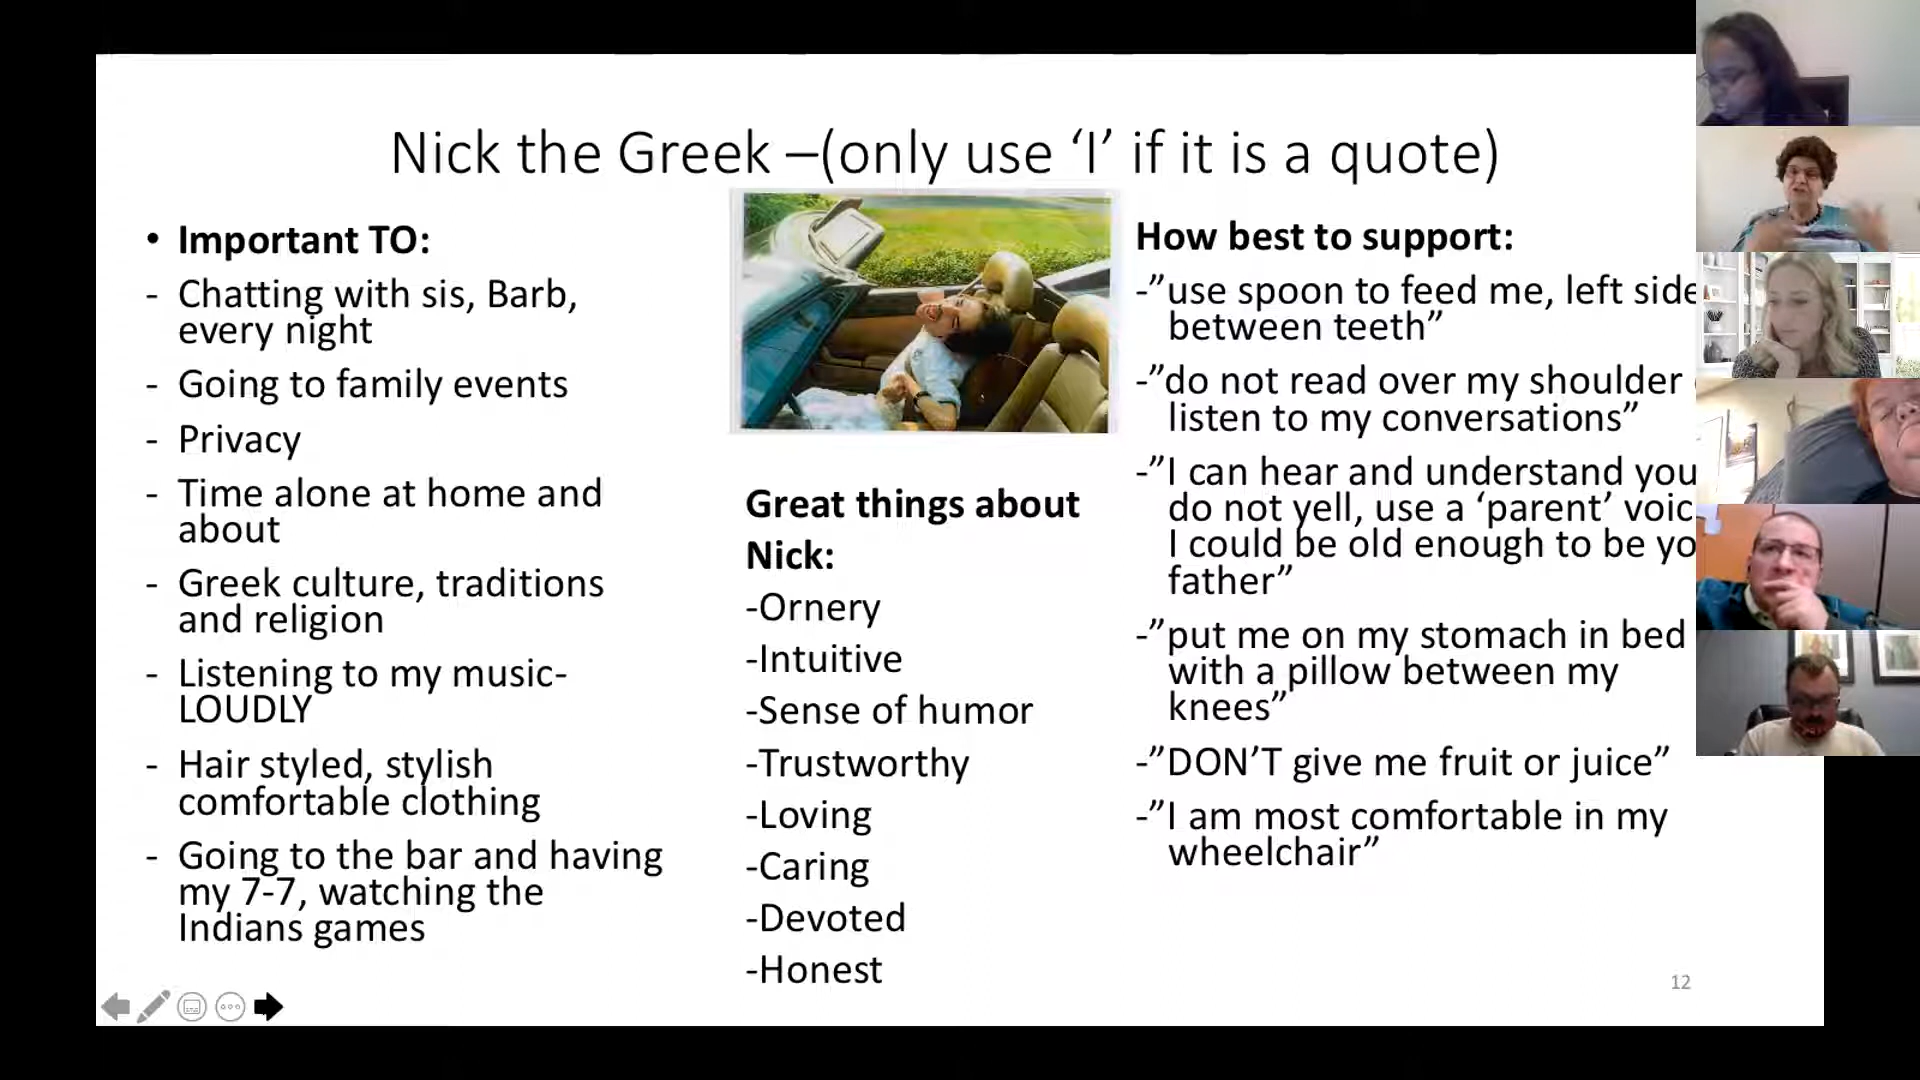 Nick the Greek –(only use ‘I’ if it is a quote)
• Important TO:
- Chatting with sis, Barb,
every night
- Going to family events
- Privacy
- Time alone at home and
about
- Greek culture, traditions
and religion
- Listening to my music-
LOUDLY
- Hair styled, stylish
comfortable clothing
- Going to the bar and having
my 7-7, watching the
Indians games
Great things about
Nick:
-Ornery
-Intuitive
-Sense of humor
-Trustworthy
-Loving
-Caring
-Devoted
-Honest
How best to support:
-”use spoon to feed me, left side
between teeth”
-”do not read over my shoulder
listen to my conversations”
-”I can hear and understand you
do not yell, use a ‘parent’
I could be old enough to be
father”
-”put me on my stomach in bed
with a pillow between my
knees”
-”DON’T give me fruit or juice”
-”I am most comfortable in my
wheelchair”
12